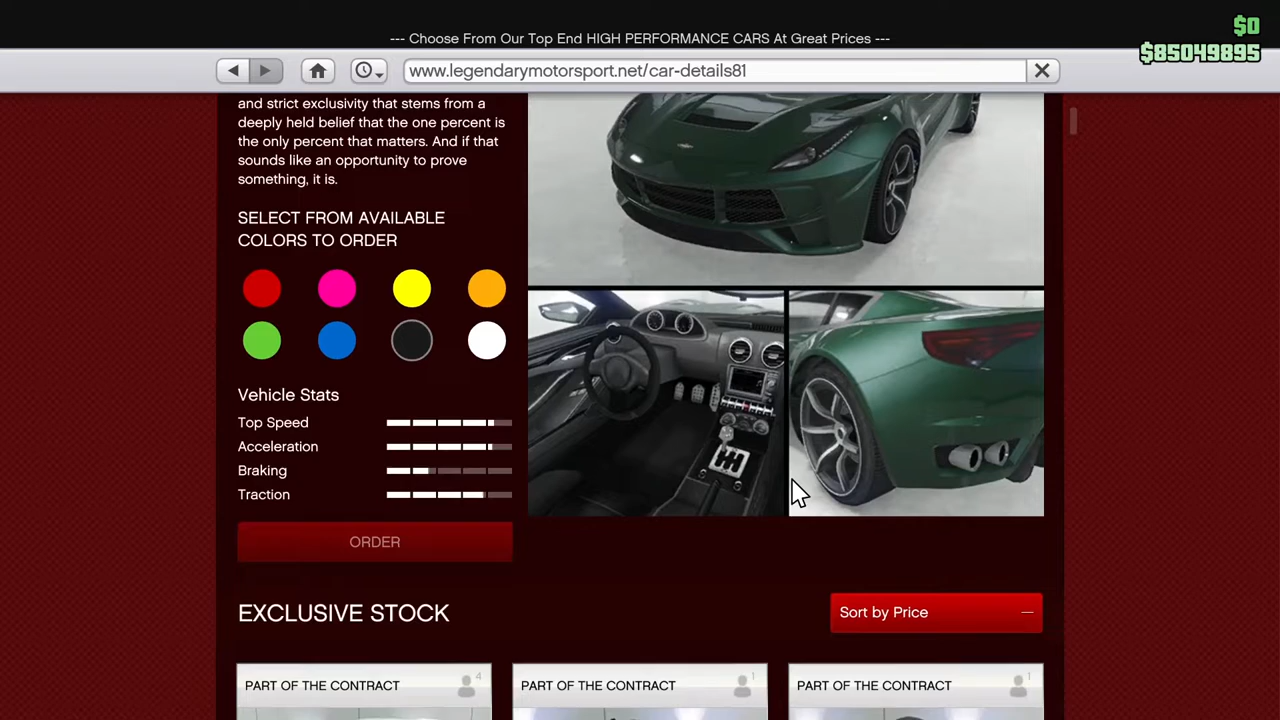 $0
--- Choose From Our Top End HIGH PERFORMANCE CARS At Great Prices ---
$85049895
www.legendarymotorsport.net/car-details81
and strict exclusivity that stems from a
deeply held belief that the one percent is
the only percent that matters. And if that
sounds like an opportunity to prove
something, it is.
SELECT FROM AVAILABLE
COLORS TO ORDER
Vehicle Stats
Top Speed
Acceleration
Braking
Traction
ORDER
EXCLUSIVE STOCK
Sort by Price
PART OF THE CONTRACT
4
PART OF THE CONTRACT
1
PART OF THE CONTRACT
1